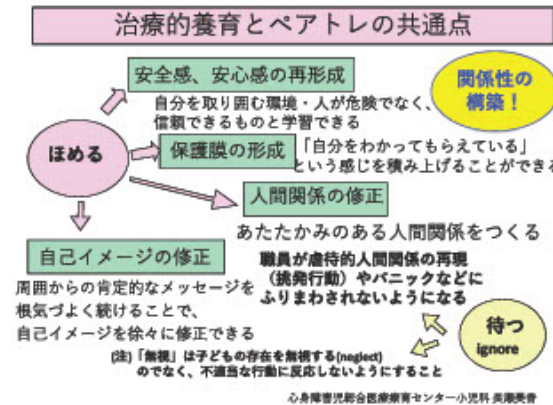 治療的養育とペアトレの共通点
安全感、安心感の再形成
関係性の
構築！
自分を取り囲む環境・人が危険でなく、
信頼できるものと学習できる
ほめる
保護膜の形成
「自分をわかってもらえている」
という感じを積み上げることができる
人間関係の修正
あたたかみのある人間関係をつくる
職員が虐待的人間関係の再現
（挑発行動）やパニックなどに
ふりまわされないようになる
自己イメージの修正
周囲からの肯定的なメッセージを
根気づよく続けることで、
自己イメージを徐々に修正できる
待つ
ignore
(注)「無視」は子どもの存在を無視する(neglect)
のでなく、不適当な行動に反応しないようにすること
心身障害児総合医療療育センター小児科 長瀬美香